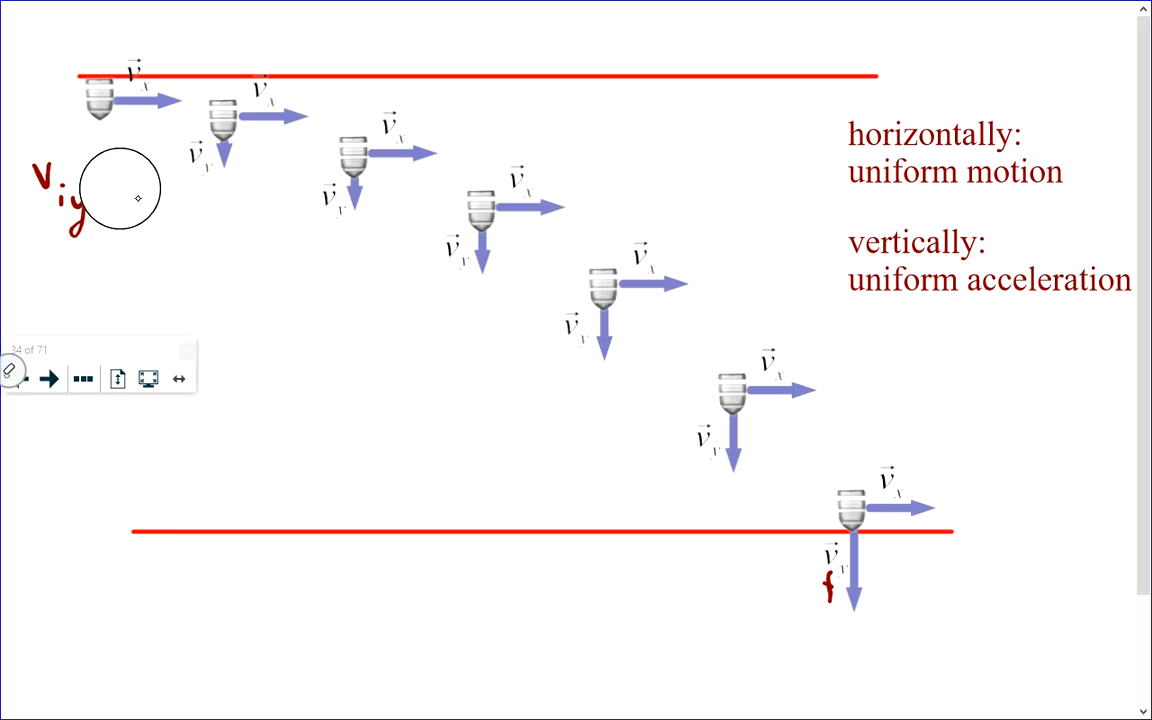 v⃗x
v⃗x
v⃗y
v⃗x
v⃗y
viy
v⃗x
v⃗y
v⃗x
v⃗y
v⃗x
v⃗y
v⃗x
v⃗y
f
horizontally:
uniform motion
vertically:
uniform acceleration
34 of 71